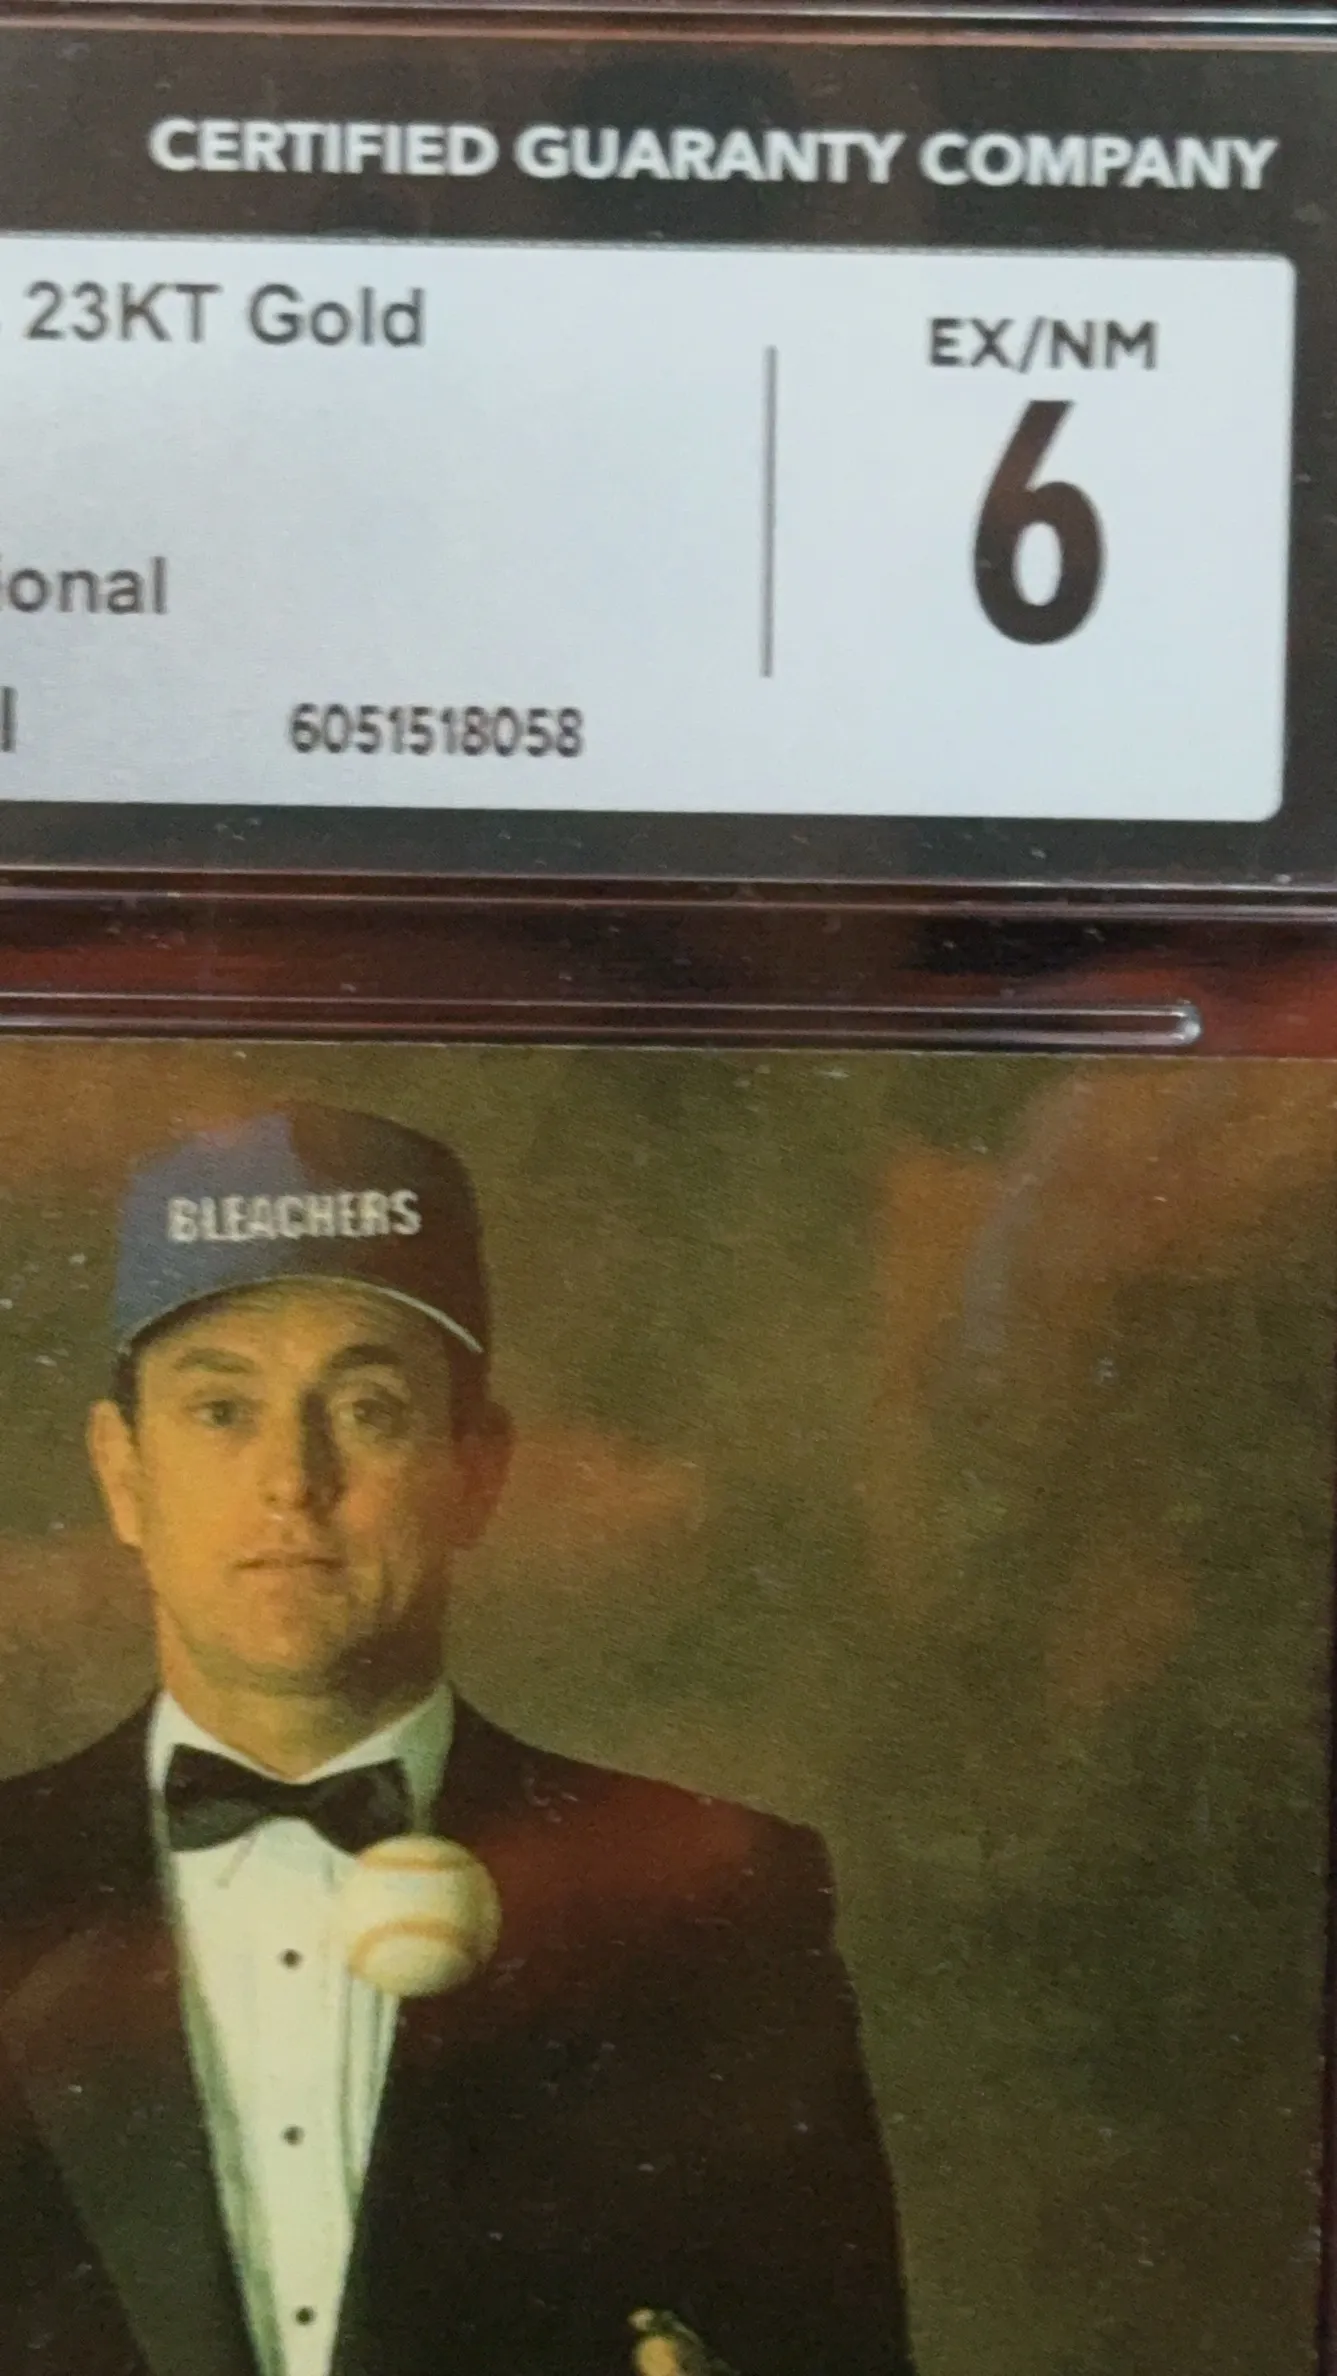 CERTIFIED GUARANTY COMPANY
23KT Gold
EX/NM
6
ional
l
6051518058
BLEACHERS